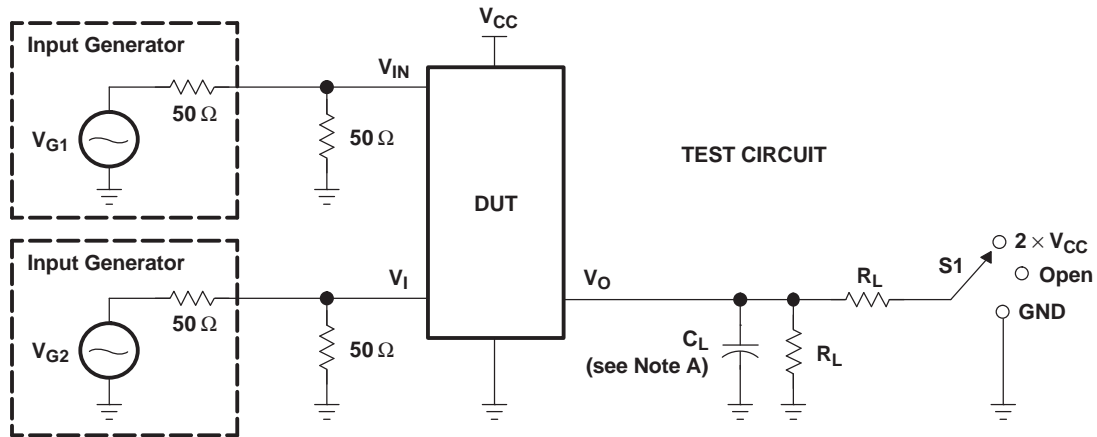 V_CC
Input Generator
V_IN
50 Ω
50 Ω
V_G1
TEST CIRCUIT
DUT
Input Generator
2 × V_CC
S1
Open
V_I
V_O
R_L
GND
50 Ω
50 Ω
V_G2
C_L
(see Note A)
R_L